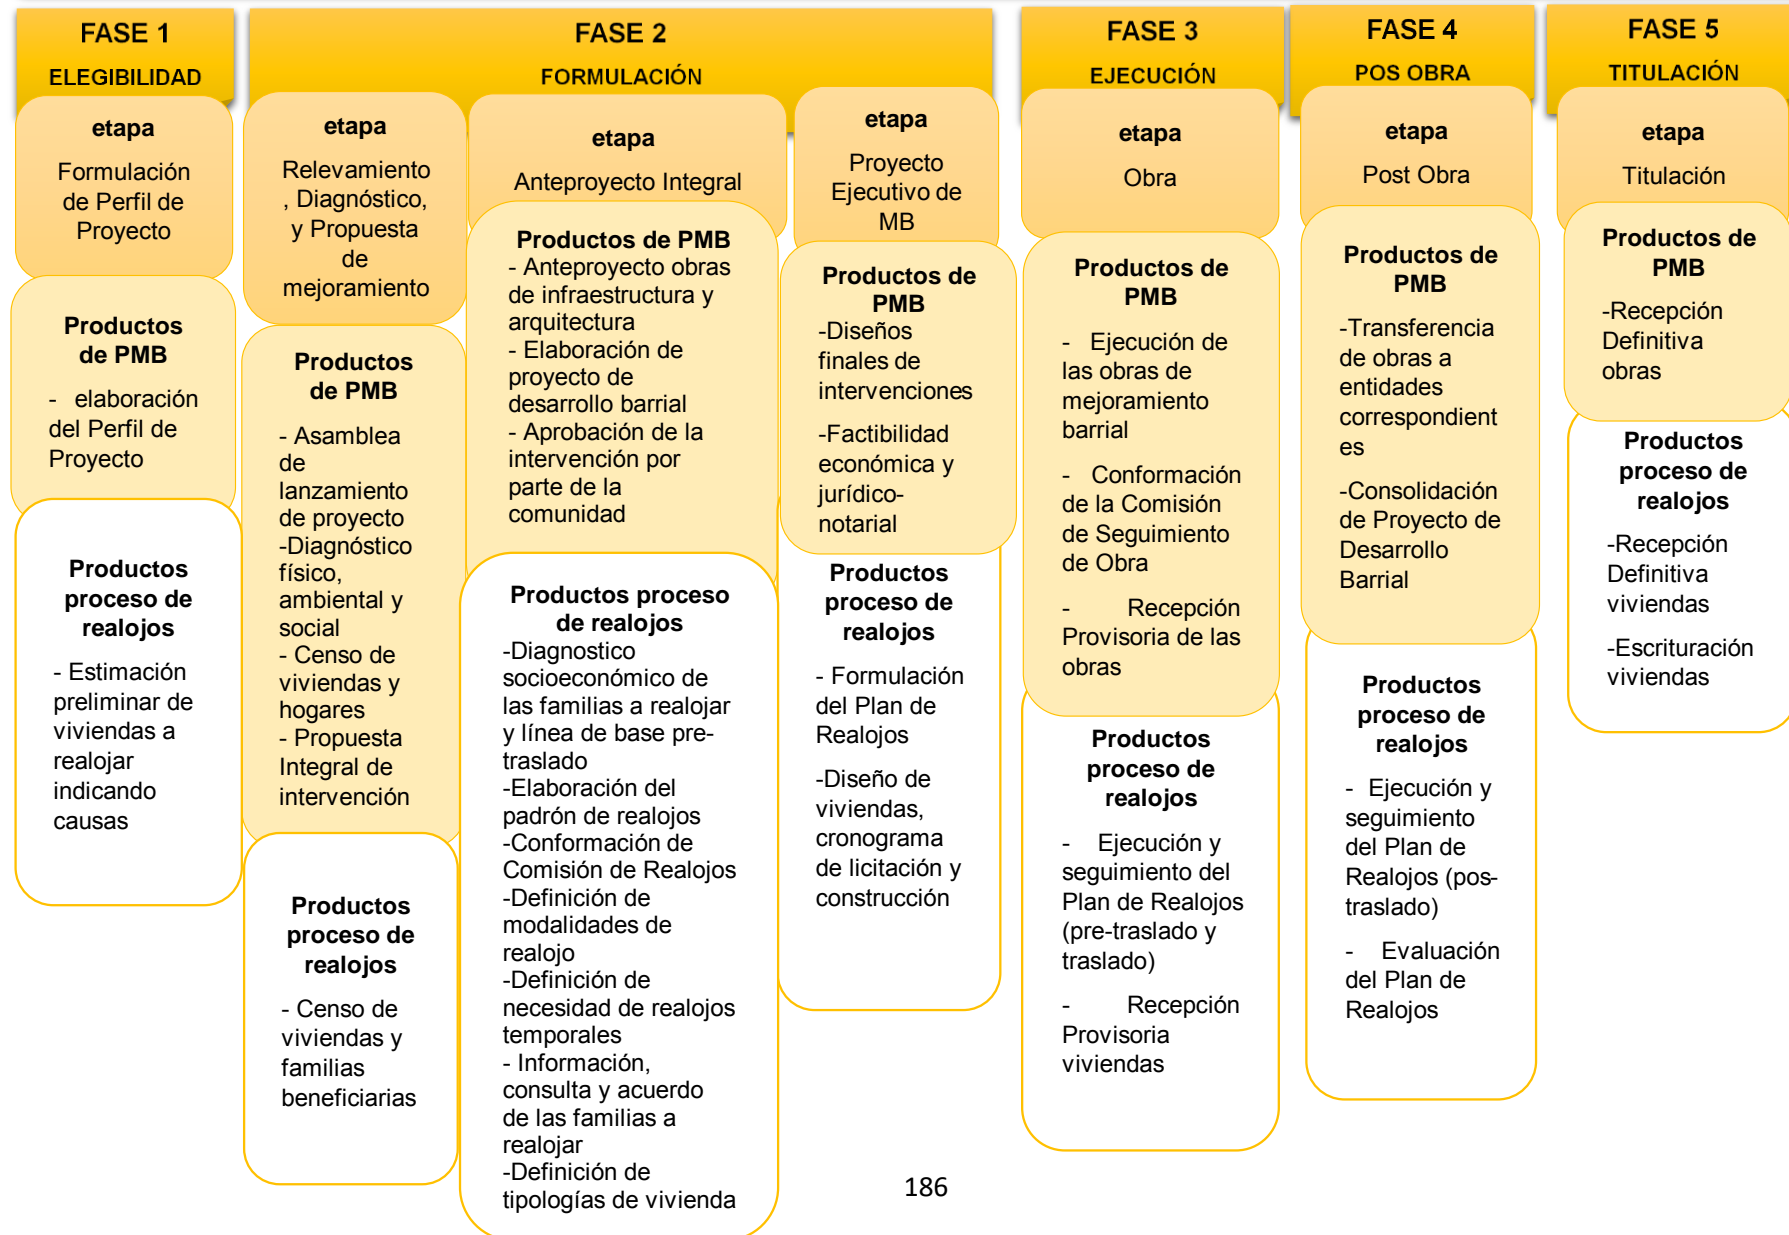 FASE 1
ELEGIBILIDAD
etapa
Formulación
de Perfil de
Proyecto
Productos
de PMB
- elaboración
del Perfil de
Proyecto
Productos
proceso de
realojos
- Estimación
preliminar de
viviendas a
realojar
indicando
causas
FASE 2
FORMULACIÓN
etapa
Relevamiento
, Diagnóstico,
y Propuesta
de
mejoramiento
Productos
de PMB
- Asamblea
de
lanzamiento
de proyecto
-Diagnóstico
físico,
ambiental y
social
- Censo de
viviendas y
hogares
- Propuesta
Integral de
intervención
Productos
proceso de
realojos
- Censo de
viviendas y
familias
beneficiarias
etapa
Anteproyecto Integral
Productos de PMB
- Anteproyecto obras
de infraestructura y
arquitectura
- Elaboración de
proyecto de
desarrollo barrial
- Aprobación de la
intervención por
parte de la
comunidad
Productos proceso
de realojos
-Diagnostico
socioeconómico de
las familias a realojar
y línea de base pre-
traslado
-Elaboración del
padrón de realojos
-Conformación de
Comisión de Realojos
-Definición de
modalidades de
realojo
-Definición de
necesidad de realojos
temporales
- Información,
consulta y acuerdo
de las familias a
realojar
-Definición de
tipologías de vivienda
etapa
Proyecto
Ejecutivo de
MB
Productos de
PMB
-Diseños
finales de
intervenciones
-Factibilidad
económica y
jurídico-
notarial
Productos
proceso de
realojos
- Formulación
del Plan de
Realojos
-Diseño de
viviendas,
cronograma
de licitación y
construcción
FASE 3
EJECUCIÓN
etapa
Obra
Productos de
PMB
- Ejecución de
las obras de
mejoramiento
barrial
- Conformación
de la Comisión
de Seguimiento
de Obra
- Recepción
Provisoria de las
obras
Productos
proceso de
realojos
- Ejecución y
seguimiento del
Plan de Realojos
(pre-traslado y
traslado)
- Recepción
Provisoria
viviendas
FASE 4
POS OBRA
etapa
Post Obra
Productos de
PMB
-Transferencia
de obras a
entidades
correspondient
es
-Consolidación
de Proyecto de
Desarrollo
Barrial
Productos
proceso de
realojos
- Ejecución y
seguimiento
del Plan de
Realojos (pos-
traslado)
- Evaluación
del Plan de
Realojos
FASE 5
TITULACIÓN
etapa
Titulación
Productos de
PMB
-Recepción
Definitiva
obras
Productos
proceso de
realojos
-Recepción
Definitiva
viviendas
-Escrituración
viviendas
186